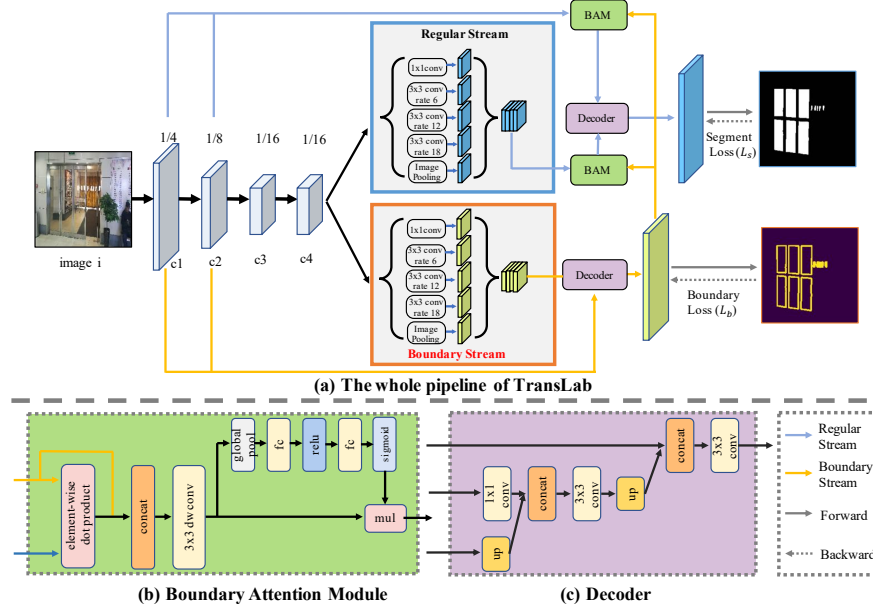 BAM
Regular Stream
1x1conv
3x3 conv
rate 6
3x3 conv
rate 12
3x3 conv
rate 18
Image
Pooling
Decoder
BAM
Segment
Loss (Ls)
1/4
1/8
1/16
1/16
image i
c1
c2
c3
c4
1x1conv
3x3 conv
rate 6
3x3 conv
rate 12
3x3 conv
rate 18
Image
Pooling
Boundary Stream
Decoder
Boundary
Loss (Lb)
(a) The whole pipeline of TransLab
element-wise
dot product
concat
3x3 dw conv
global
pool
fc
relu
fc
sigmoid
mul
(b) Boundary Attention Module
1x1
conv
up
concat
3x3
conv
up
concat
3x3
conv
(c) Decoder
Regular
Stream
Boundary
Stream
Forward
Backward